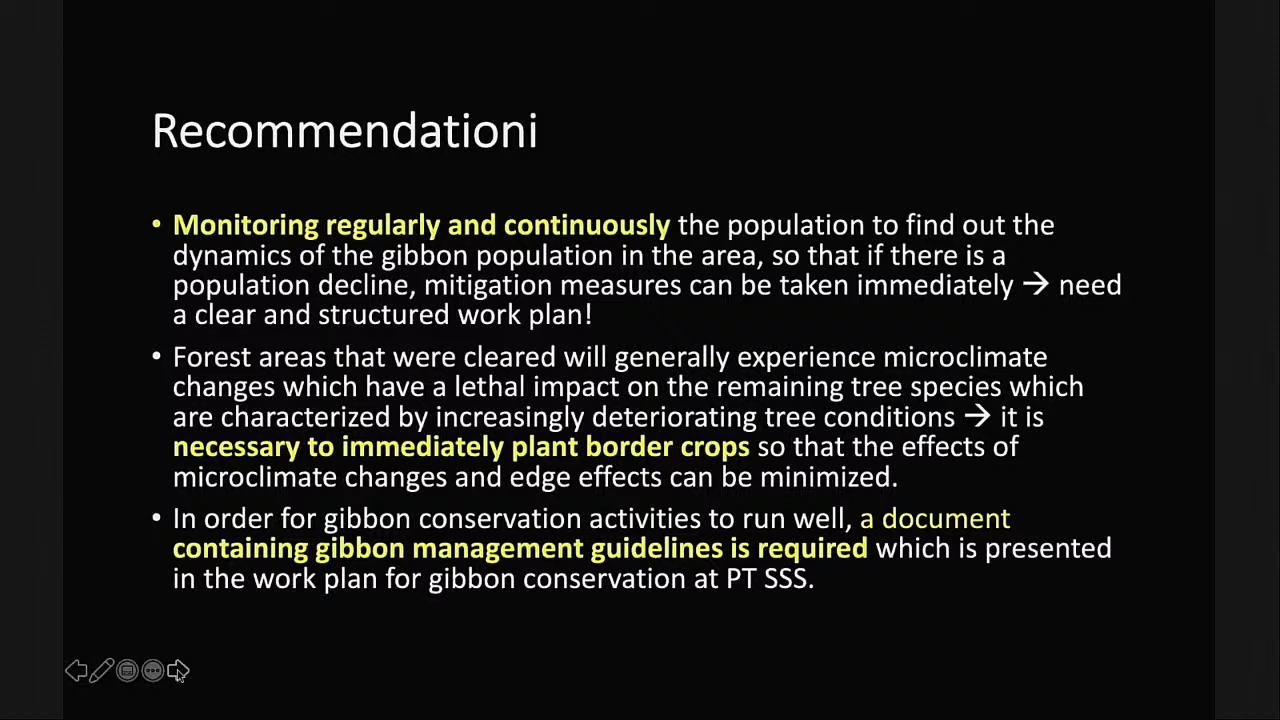 Recommendationi
• Monitoring regularly and continuously the population to find out the
dynamics of the gibbon population in the area, so that if there is a
population decline, mitigation measures can be taken immediately → need
a clear and structured work plan!
• Forest areas that were cleared will generally experience microclimate
changes which have a lethal impact on the remaining tree species which
are characterized by increasingly deteriorating tree conditions → it is
necessary to immediately plant border crops so that the effects of
microclimate changes and edge effects can be minimized.
• In order for gibbon conservation activities to run well, a document
containing gibbon management guidelines is required which is presented
in the work plan for gibbon conservation at PT SSS.